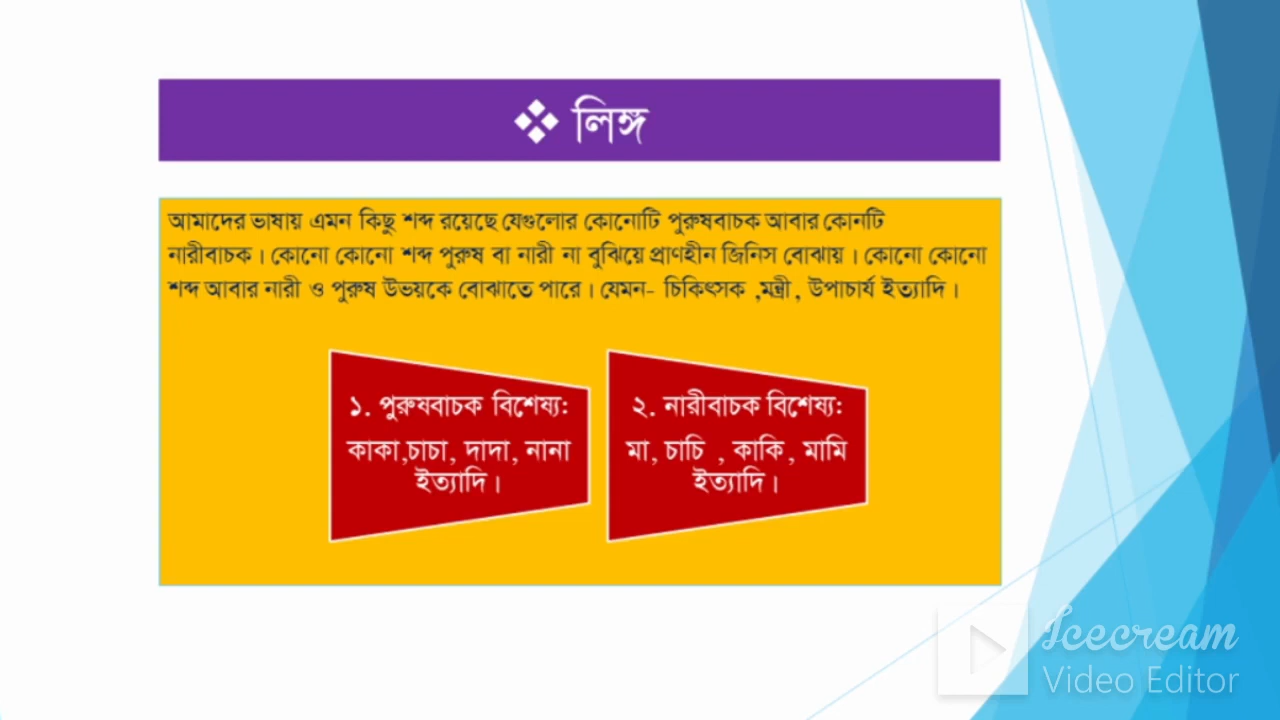 ❖ লিঙ্গ
আমাদের ভাষায় এমন কিছু শব্দ রয়েছে যেগুলোর কোনোটি পুরুষবাচক আবার কোনটি
নারীবাচক। কোনো কোনো শব্দ পুরুষ বা নারী না বুঝিয়ে প্রাণহীন জিনিস বোঝায়। কোনো কোনো
শব্দ আবার নারী ও পুরুষ উভয়কে বোঝাতে পারে। যেমন- চিকিৎসক ,মন্ত্রী, উপাচার্য ইত্যাদি।
১. পুরুষবাচক বিশেষ্য:
কাকা,চাচা, দাদা, নানা
ইত্যাদি।
২. নারীবাচক বিশেষ্য:
মা, চাচি , কাকি, মামি
ইত্যাদি।
Icecream
Video Editor